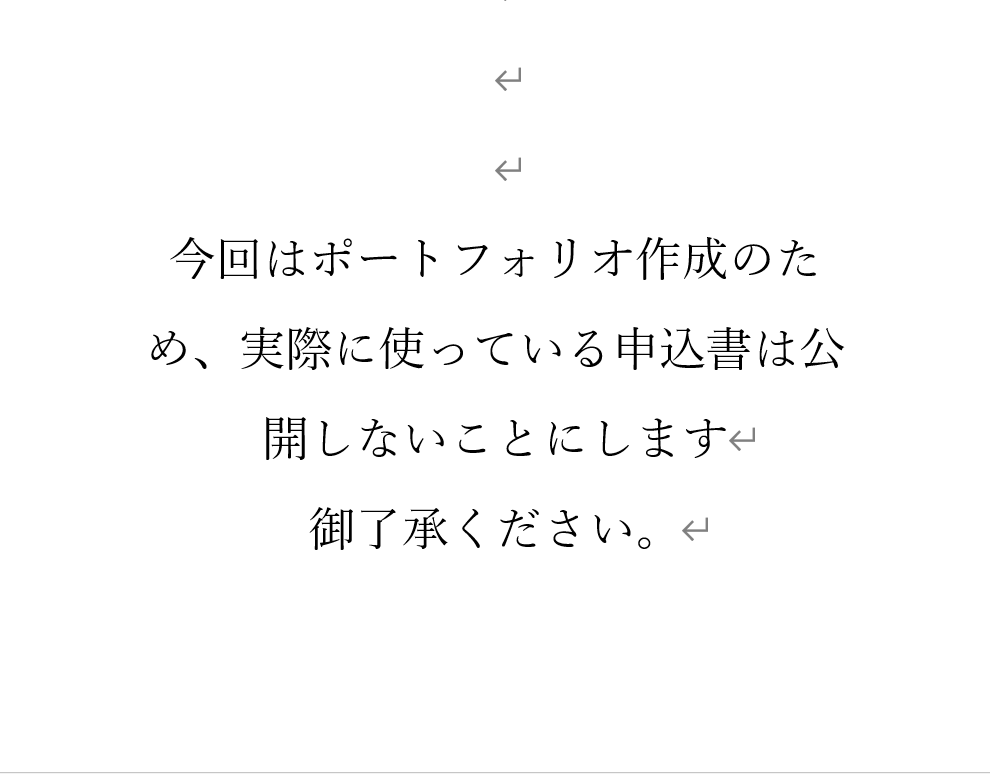 今回はポートフォリオ作成のた
め、実際に使っている申込書は公
開しないことにします
御了承ください。